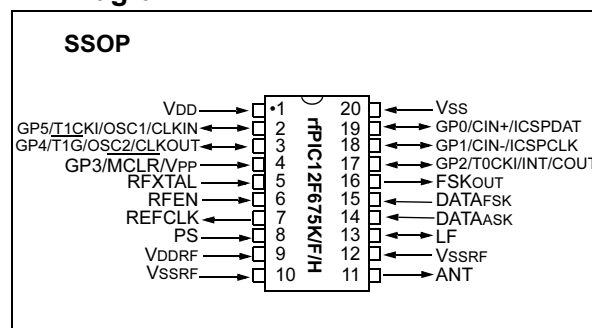 SSOP
VDD 1 20 VSS
GP5/T1CKI/OSC1/CLKIN 2 19 GP0/CIN+/ICSPDAT
GP4/T1G/OSC2/CLKOUT 3 18 GP1/CIN-/ICSPCLK
GP3/MCLR/VPP 4 17 GP2/T0CKI/INT/COUT
RFXTAL 5 16 FSKOUT
RFEN 6 15 DATAFSK
REFCLK 7 14 DATAASK
PS 8 13 LF
VDDRF 9 12 VSSRF
VSSRF 10 11 ANT
rfPIC12F675K/F/H